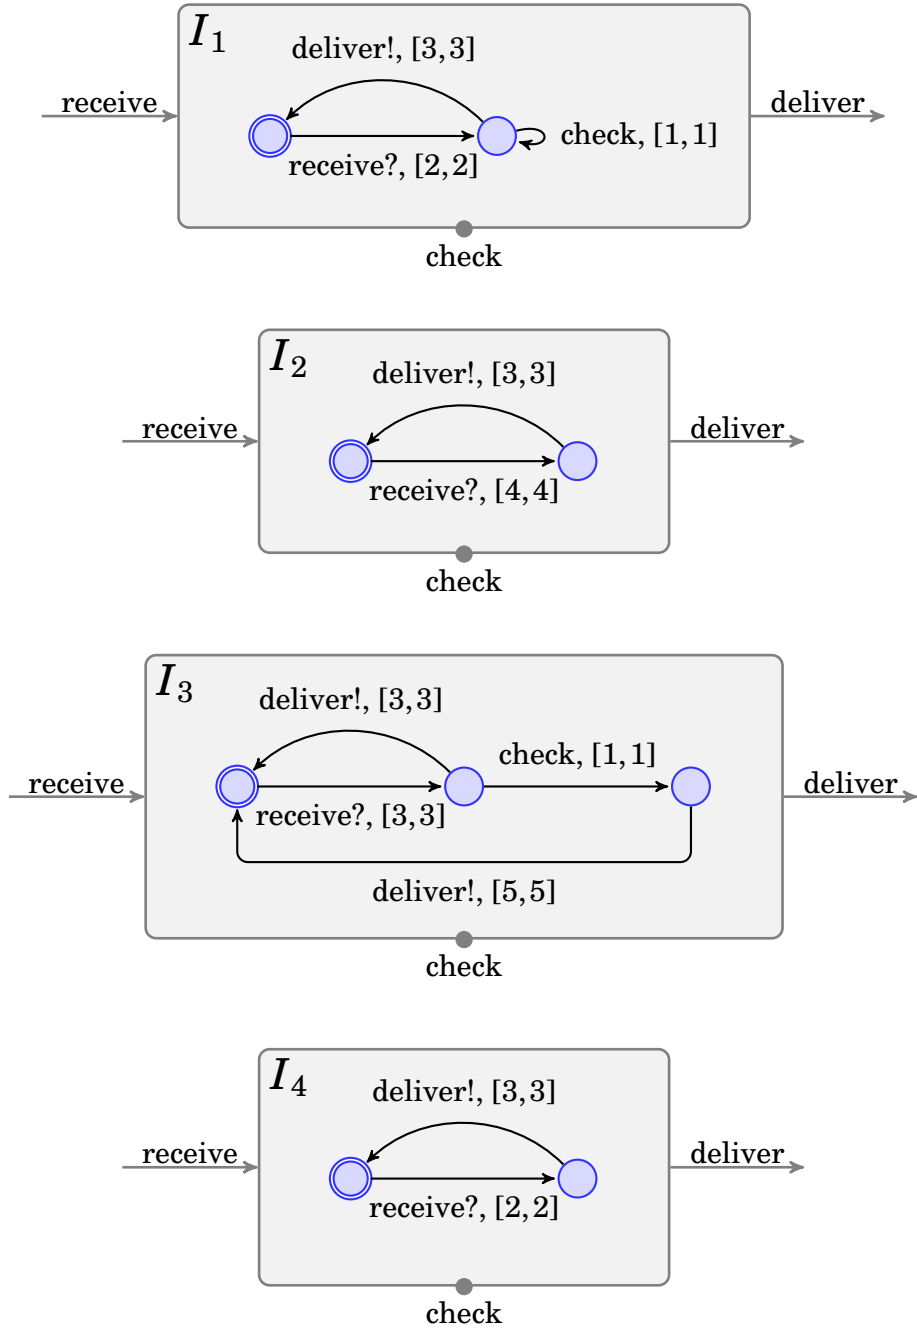 I₁
deliver!, [3,3]
receive
deliver
check, [1,1]
receive?, [2,2]
check
I₂
deliver!, [3,3]
receive
deliver
receive?, [4,4]
check
I₃
deliver!, [3,3]
check, [1,1]
receive
deliver
receive?, [3,3]
deliver!, [5,5]
check
I₄
deliver!, [3,3]
receive
deliver
receive?, [2,2]
check